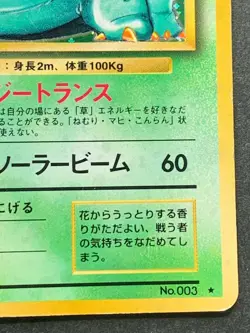 : 身長2m、体重100Kg
ジートランス
は自分の場にある「草」エネルギーを好きなだ
ることができる。「ねむり・マヒ・こんらん」状
使えない。
ソーラービーム 60
にげる
花からうっとりする香
りがただよい、戦う者
の気持ちをなだめてし
まう。
No.003 ★